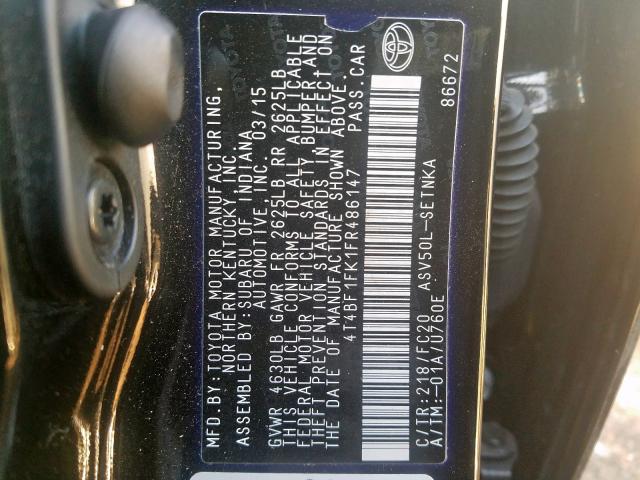 MFD.BY:TOYOTA MOTOR MANUFACTURING,
NORTHERN KENTUCKY, INC.
ASSEMBLED BY:SUBARU OF INDIANA
AUTOMOTIVE, INC. 03/15
GVWR 4630LB GAWR FR 2625LB RR 2625LB
THIS VEHICLE CONFORMS TO ALL APPLICABLE
FEDERAL MOTOR VEHICLE SAFETY, BUMPER,AND
THEFT PREVENTION STANDARDS IN EFFECT ON
THE DATE OF MANUFACTURE SHOWN ABOVE.
4T4BF1FK1FR486147 PASS.CAR
C/TR:218/FC20 ASV50L-SETNKA
A/TM:-01A/U760E
86672